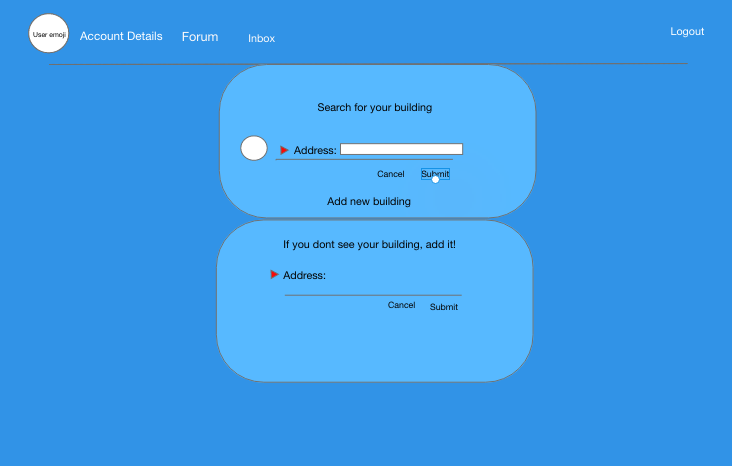 User emoji
Account Details
Forum
Inbox
Logout
Search for your building
Address:
Cancel
Submit
Add new building
If you dont see your building, add it!
Address:
Cancel
Submit